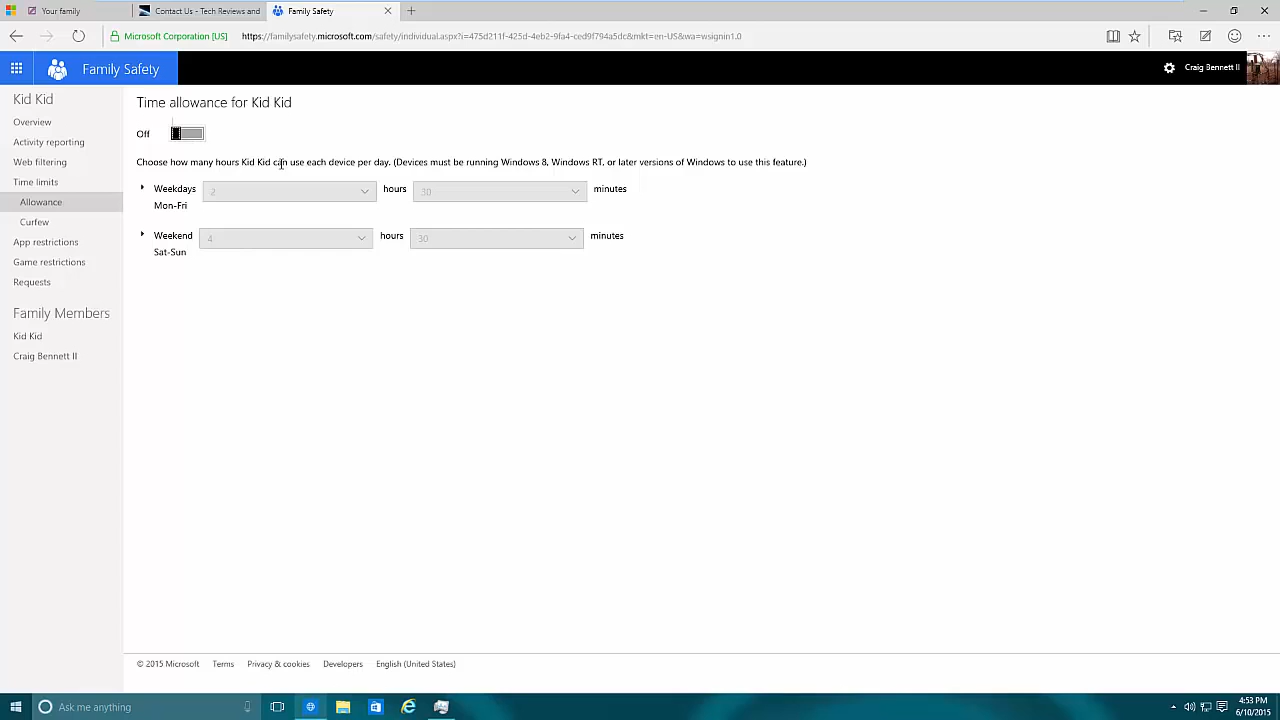 Your family
Contact Us - Tech Reviews and
Family Safety
Microsoft Corporation [US]
https://familysafety.microsoft.com/safety/individual.aspx?i=475d211f-425d-4eb2-9fa4-ced9f794a5dc&mkt=en-US&wa=wsignin1.0
Family Safety
Craig Bennett II
Kid Kid
Overview
Activity reporting
Web filtering
Time limits
Allowance
Curfew
App restrictions
Game restrictions
Requests
Family Members
Kid Kid
Craig Bennett II
Time allowance for Kid Kid
Off
Choose how many hours Kid Kid can use each device per day. (Devices must be running Windows 8, Windows RT, or later versions of Windows to use this feature.)
Weekdays 2 hours 30 minutes
Mon-Fri
Weekend 4 hours 30 minutes
Sat-Sun
© 2015 Microsoft Terms Privacy & cookies Developers English (United States)
Ask me anything
4:53 PM
6/10/2015